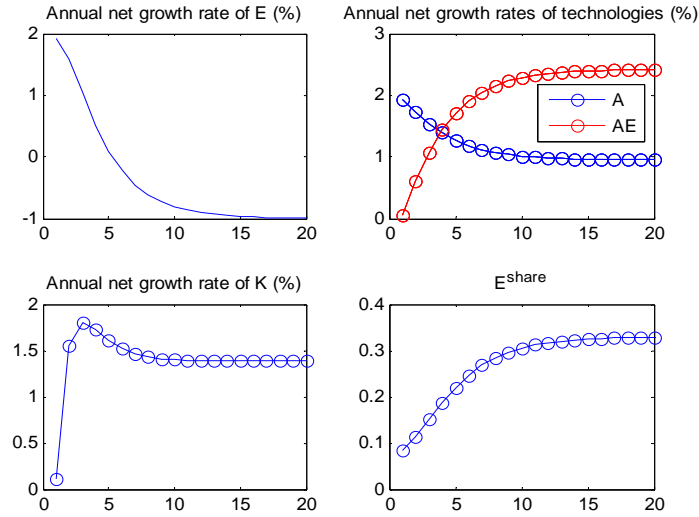 Annual net growth rate of E (%)
2
1
0
-1
0 5 10 15 20
Annual net growth rates of technologies (%)
3
2
1
0
A
AE
0 5 10 15 20
Annual net growth rate of K (%)
2
1.5
1
0.5
0
0 5 10 15 20
E^share
0.4
0.3
0.2
0.1
0
0 5 10 15 20